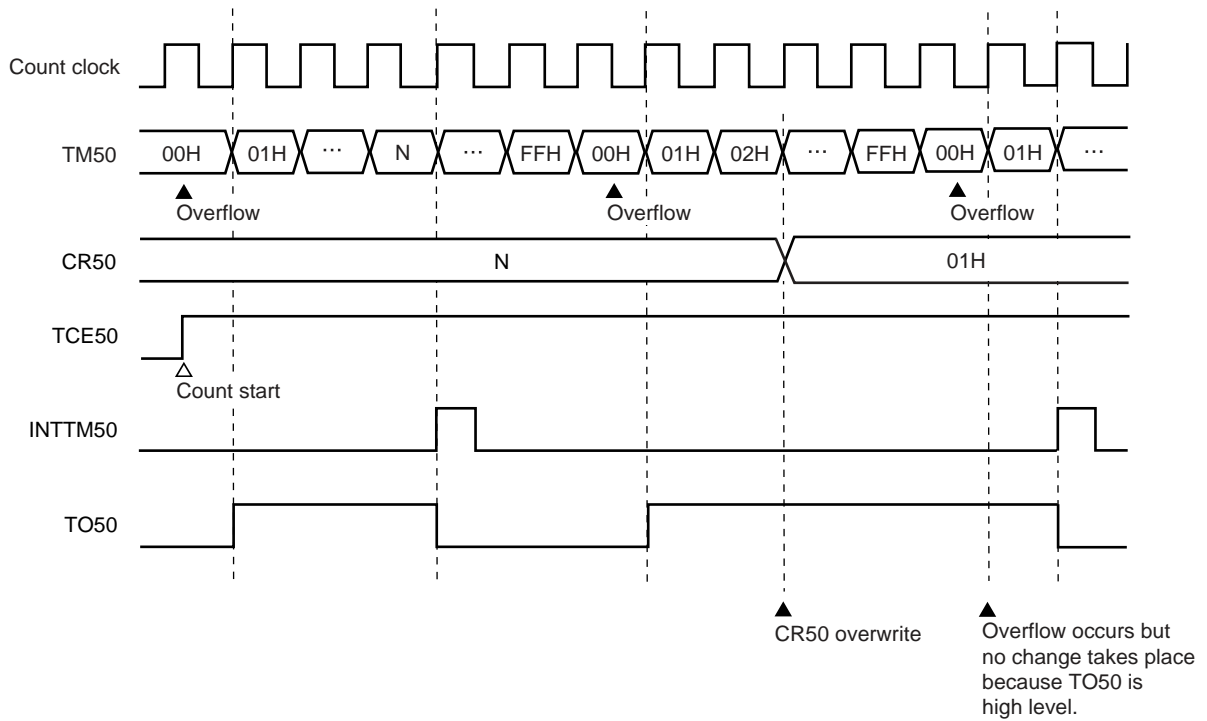 Count clock
TM50 00H 01H ··· N ··· FFH 00H 01H 02H ··· FFH 00H 01H ···
Overflow Overflow Overflow
CR50 N 01H
TCE50
Count start
INTTM50
TO50
CR50 overwrite
Overflow occurs but
no change takes place
because TO50 is
high level.